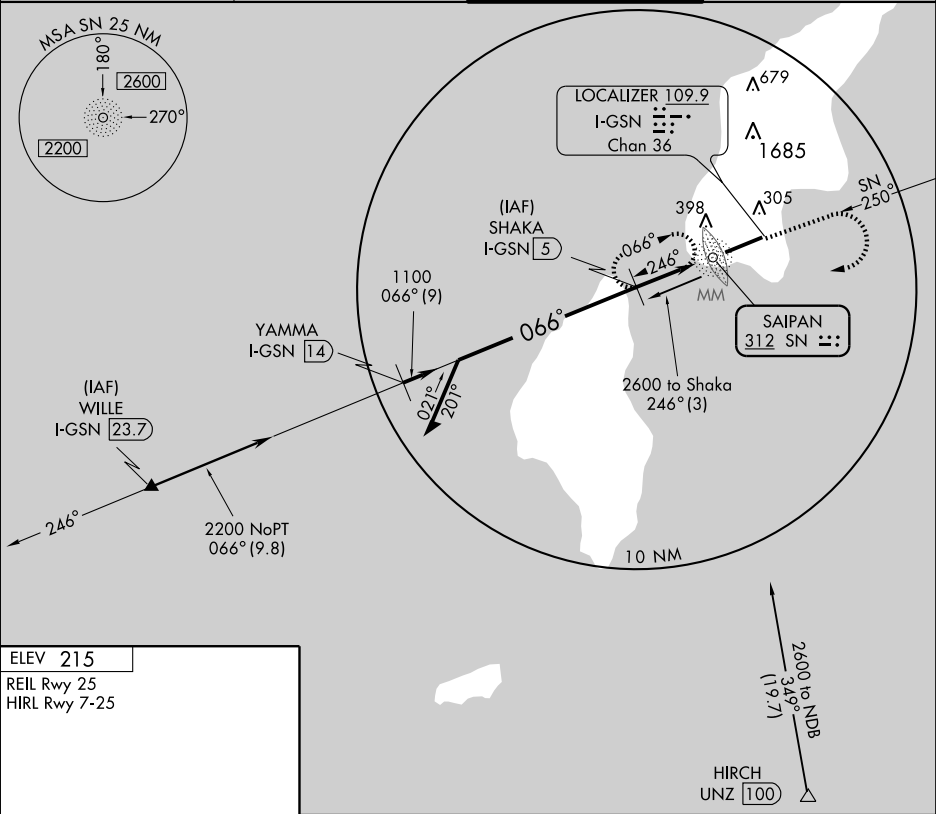 MSA SN 25 NM
180°
2600
270°
2200
LOCALIZER 109.9
I-GSN
Chan 36
679
1685
305
398
SN
250°
(IAF)
SHAKA
I-GSN 5
066°
246°
MM
1100
066° (9)
066°
YAMMA
I-GSN 14
SAIPAN
312 SN
(IAF)
WILLE
I-GSN 23.7
021°
201°
2600 to Shaka
246° (3)
246°
2200 NoPT
066° (9.8)
10 NM
2600 to NDB
349°
(19.7)
ELEV 215
REIL Rwy 25
HIRL Rwy 7-25
HIRCH
UNZ 100